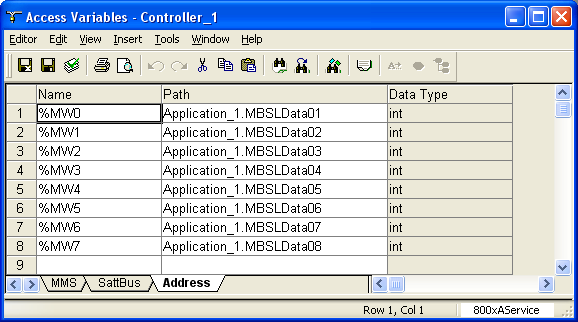 Access Variables - Controller_1
Editor Edit View Insert Tools Window Help
Name Path Data Type
1 %MW0 Application_1.MBSLData01 int
2 %MW1 Application_1.MBSLData02 int
3 %MW2 Application_1.MBSLData03 int
4 %MW3 Application_1.MBSLData04 int
5 %MW4 Application_1.MBSLData05 int
6 %MW5 Application_1.MBSLData06 int
7 %MW6 Application_1.MBSLData07 int
8 %MW7 Application_1.MBSLData08 int
9
MMS SattBus Address
Row 1, Col 1 800xAService